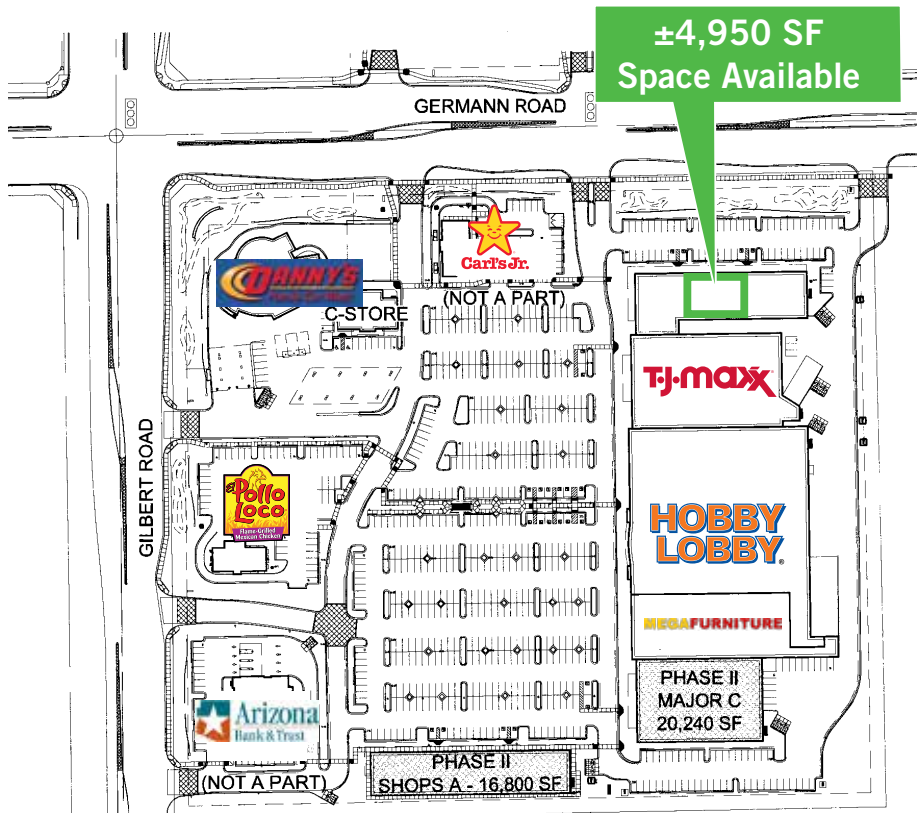 ±4,950 SF
Space Available
GERMANN ROAD
Carl's Jr.
(NOT A PART)
DANNY'S
C-STORE
T·J·maxx
GILBERT ROAD
El Pollo Loco
Flame-Grilled
Mexican Chicken
HOBBY
LOBBY
MEGAFURNITURE
PHASE II
MAJOR C
20,240 SF
Arizona
Bank & Trust
(NOT A PART)
PHASE II
SHOPS A - 16,800 SF